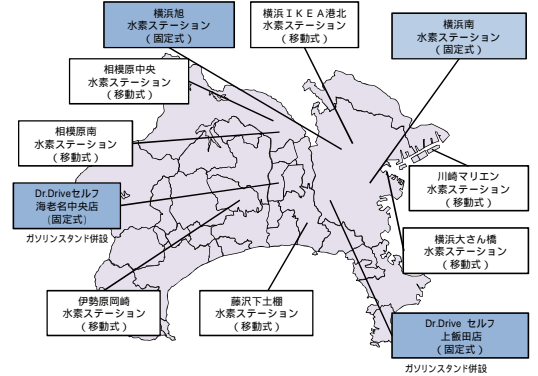 横浜旭
水素ステーション
(固定式)
横浜IKEA港北
水素ステーション
(移動式)
横浜南
水素ステーション
(固定式)
相模原中央
水素ステーション
(移動式)
相模原南
水素ステーション
(移動式)
川崎マリエン
水素ステーション
(移動式)
Dr.Driveセルフ
海老名中央店
(固定式)
ガソリンスタンド併設
横浜大さん橋
水素ステーション
(移動式)
伊勢原岡崎
水素ステーション
(移動式)
藤沢下土棚
水素ステーション
(移動式)
Dr.Drive セルフ
上飯田店
(固定式)
ガソリンスタンド併設